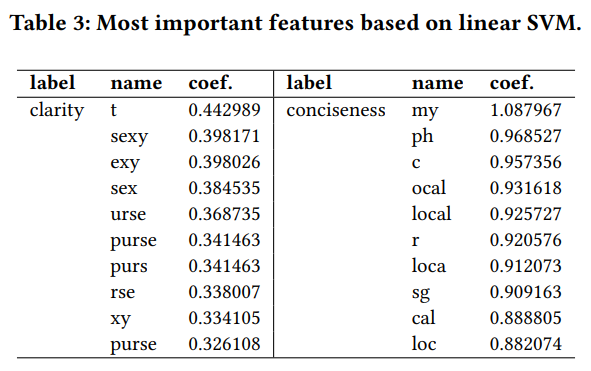 Table 3: Most important features based on linear SVM.
label name coef. label name coef.
clarity t 0.442989 conciseness my 1.087967
sexy 0.398171 ph 0.968527
exy 0.398026 c 0.957356
sex 0.384535 ocal 0.931618
urse 0.368735 local 0.925727
purse 0.341463 r 0.920576
purs 0.341463 loca 0.912073
rse 0.338007 sg 0.909163
xy 0.334105 cal 0.888805
purse 0.326108 loc 0.882074